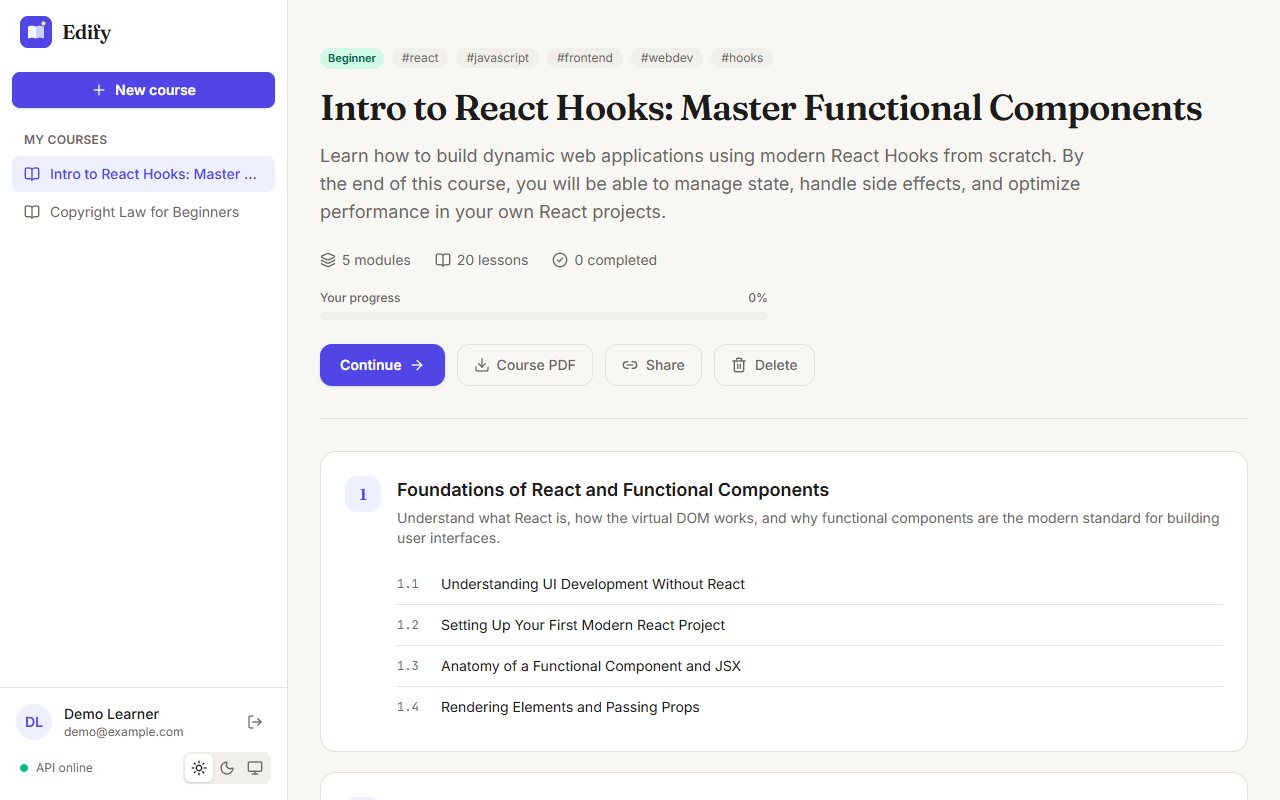 Edify
New course
MY COURSES
Intro to React Hooks: Master ...
Copyright Law for Beginners
DL
Demo Learner
demo@example.com
API online
Beginner #react #javascript #frontend #webdev #hooks
Intro to React Hooks: Master Functional Components
Learn how to build dynamic web applications using modern React Hooks from scratch. By
the end of this course, you will be able to manage state, handle side effects, and optimize
performance in your own React projects.
5 modules 20 lessons 0 completed
Your progress 0%
Continue Course PDF Share Delete
1 Foundations of React and Functional Components
Understand what React is, how the virtual DOM works, and why functional components are the modern standard for building
user interfaces.
1.1 Understanding UI Development Without React
1.2 Setting Up Your First Modern React Project
1.3 Anatomy of a Functional Component and JSX
1.4 Rendering Elements and Passing Props